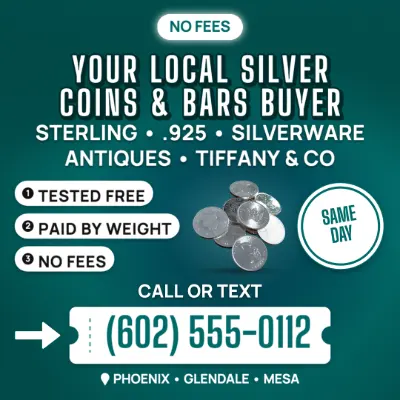 NO FEES
YOUR LOCAL SILVER
COINS & BARS BUYER
STERLING • .925 • SILVERWARE
ANTIQUES • TIFFANY & CO
1 TESTED FREE
2 PAID BY WEIGHT
3 NO FEES
SAME
DAY
CALL OR TEXT
(602) 555-0112
PHOENIX • GLENDALE • MESA